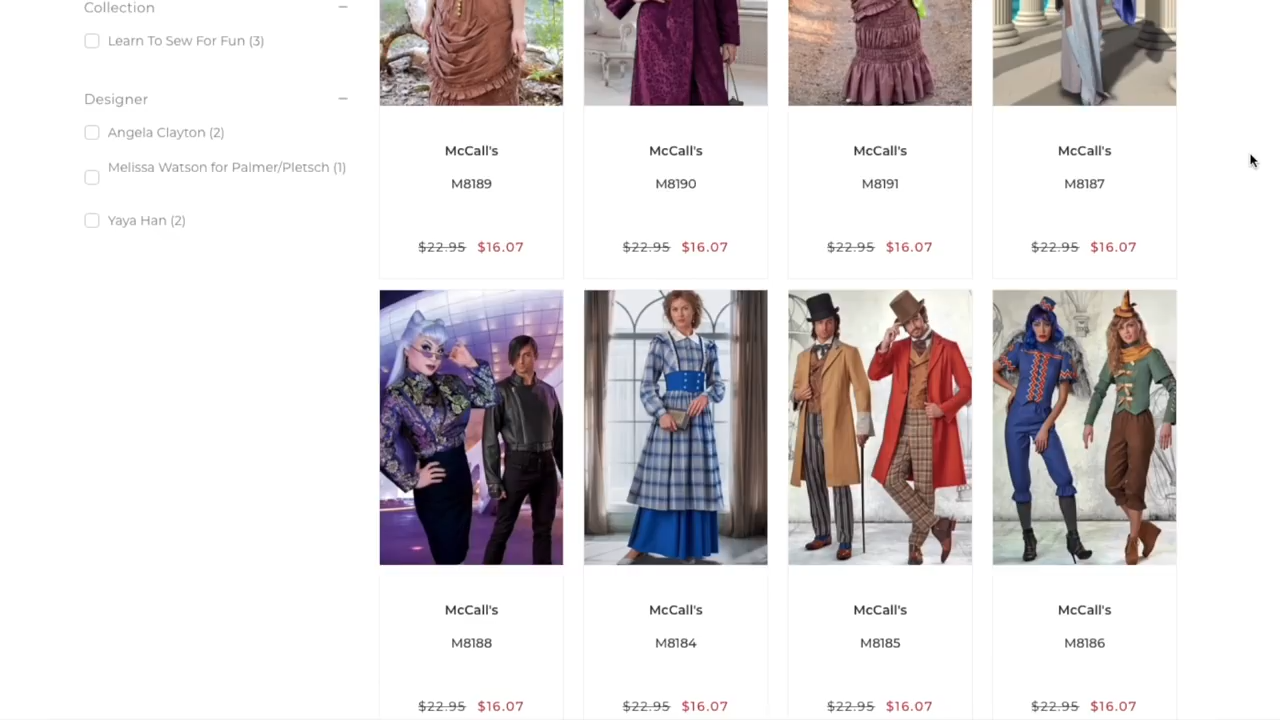 Collection
Learn To Sew For Fun (3)
Designer
Angela Clayton (2)
Melissa Watson for Palmer/Pletsch (1)
Yaya Han (2)
McCall's McCall's McCall's McCall's
M8189 M8190 M8191 M8187
$22.95 $16.07 $22.95 $16.07 $22.95 $16.07 $22.95 $16.07
McCall's McCall's McCall's McCall's
M8188 M8184 M8185 M8186
$22.95 $16.07 $22.95 $16.07 $22.95 $16.07 $22.95 $16.07